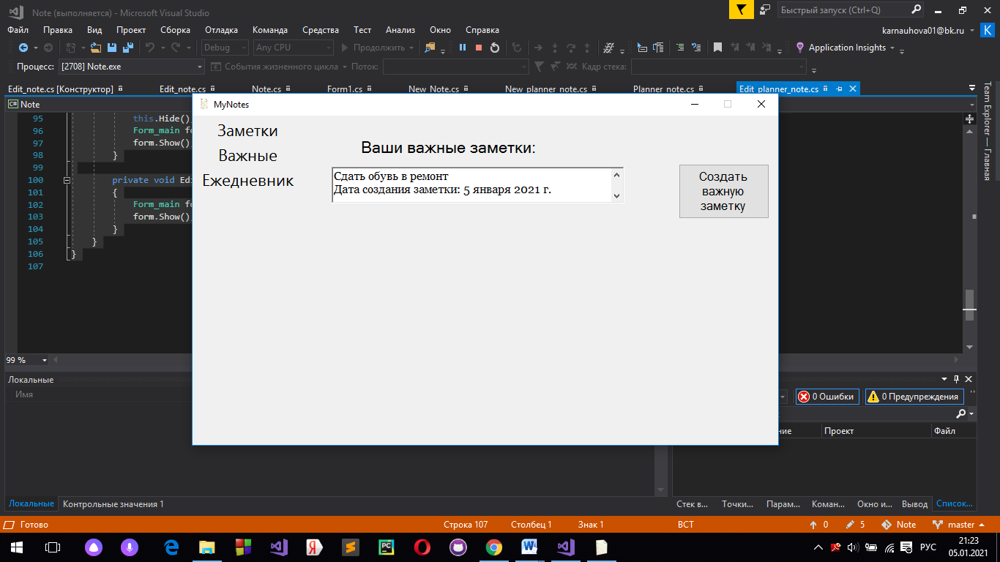 Note (выполняется) - Microsoft Visual Studio
Быстрый запуск (Ctrl+Q)
Файл Правка Вид Проект Сборка Отладка Команда Средства Тест Анализ Окно Справка
karnauhova01@bk.ru K
Debug Any CPU Продолжить Application Insights
Процесс: [2708] Note.exe События жизненного цикла Поток: Кадр стека:
Edit_note.cs [Конструктор] Edit_note.cs Note.cs Form1.cs New_Note.cs New_planner_note.cs Planner_note.cs Edit_planner_note.cs
Team Explorer — Главная
C# Note
MyNotes
95 this.Hide()
96 Form_main
97 form.Show()
98 }
99
100 private void
101 {
102 Form_main
103 form.Show()
104 }
105 }
106 }
107
Заметки
Важные
Ежедневник
Ваши важные заметки:
Сдать обувь в ремонт
Дата создания заметки: 5 января 2021 г.
Создать
важную
заметку
99 %
Локальные
Имя
0 Ошибки 0 Предупреждения
Проект Файл
Локальные Контрольные значения 1
Стек в... Точки... Парам... Коман... Окно и... Вывод Список...
Готово Строка 107 Столбец 1 Знак 1 ВСТ 0 5 Note master
РУС
21:23
05.01.2021